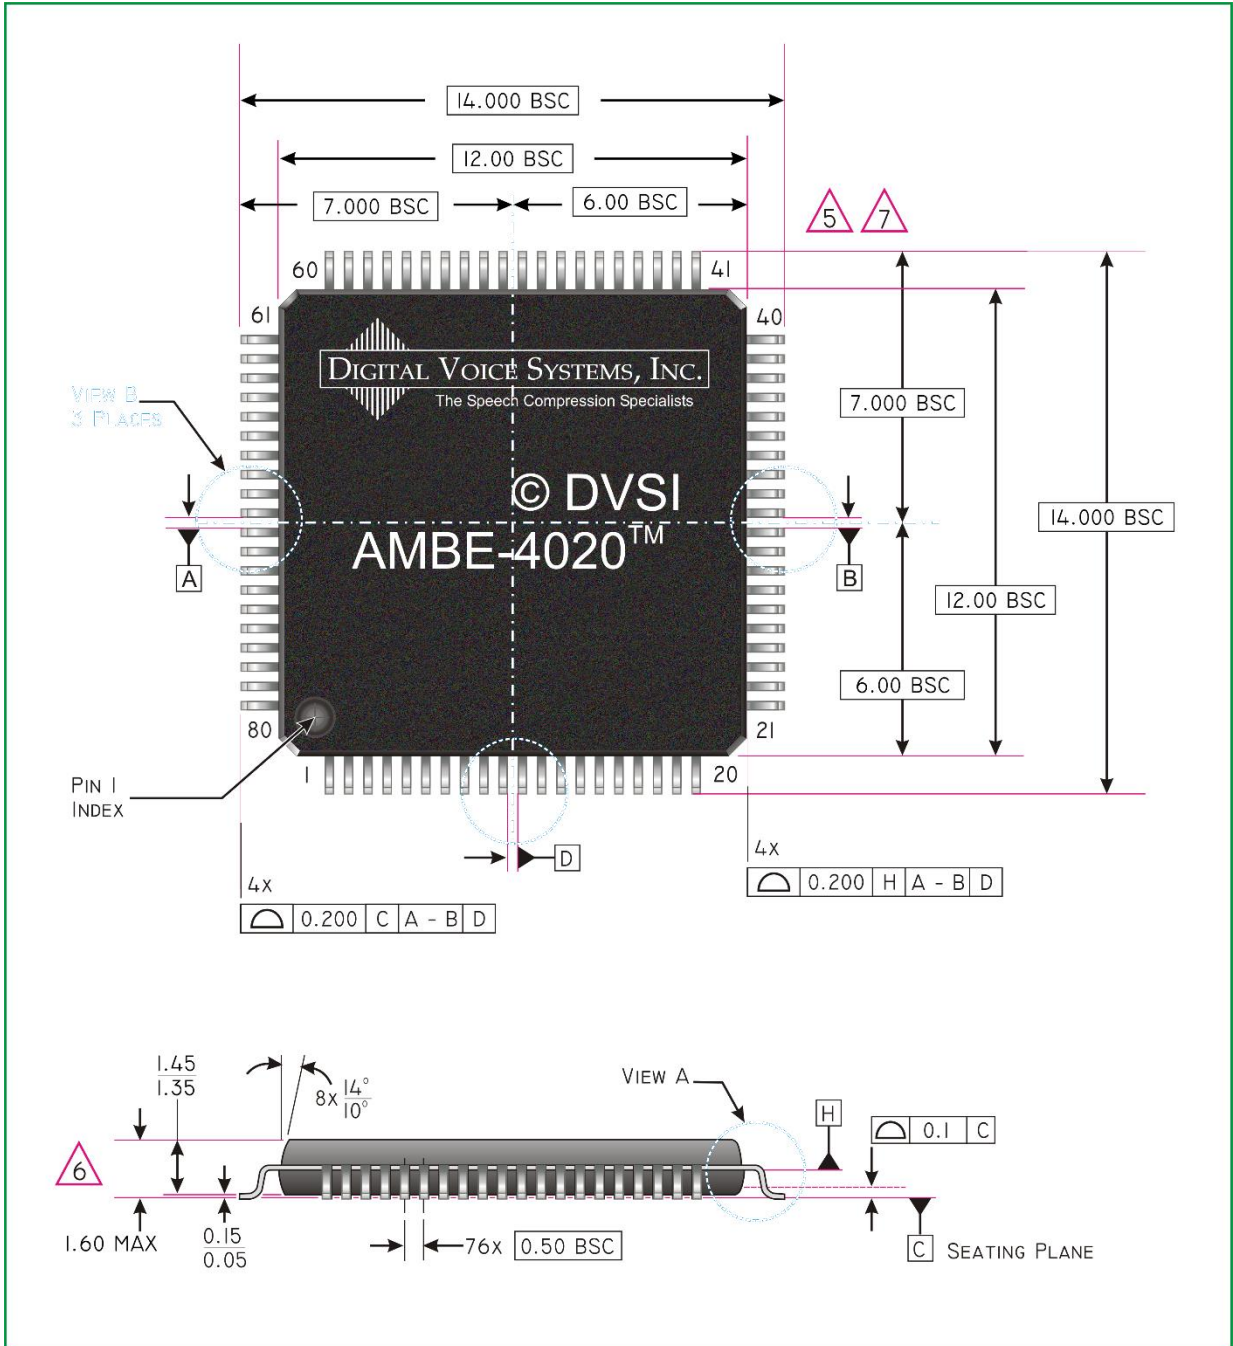 14.000 BSC
12.00 BSC
7.000 BSC
6.00 BSC
5
7
60
41
61
40
DIGITAL VOICE SYSTEMS, INC.
The Speech Compression Specialists
VIEW B
3 PLACES
7.000 BSC
© DVSI
AMBE-4020™
14.000 BSC
A
B
12.00 BSC
6.00 BSC
80
21
PIN 1
INDEX
1
20
D
4x
0.200 C A - B D
4x
0.200 H A - B D
1.45
1.35
8x 14°
10°
VIEW A
H
0.1 C
6
1.60 MAX
0.15
0.05
76x 0.50 BSC
C SEATING PLANE